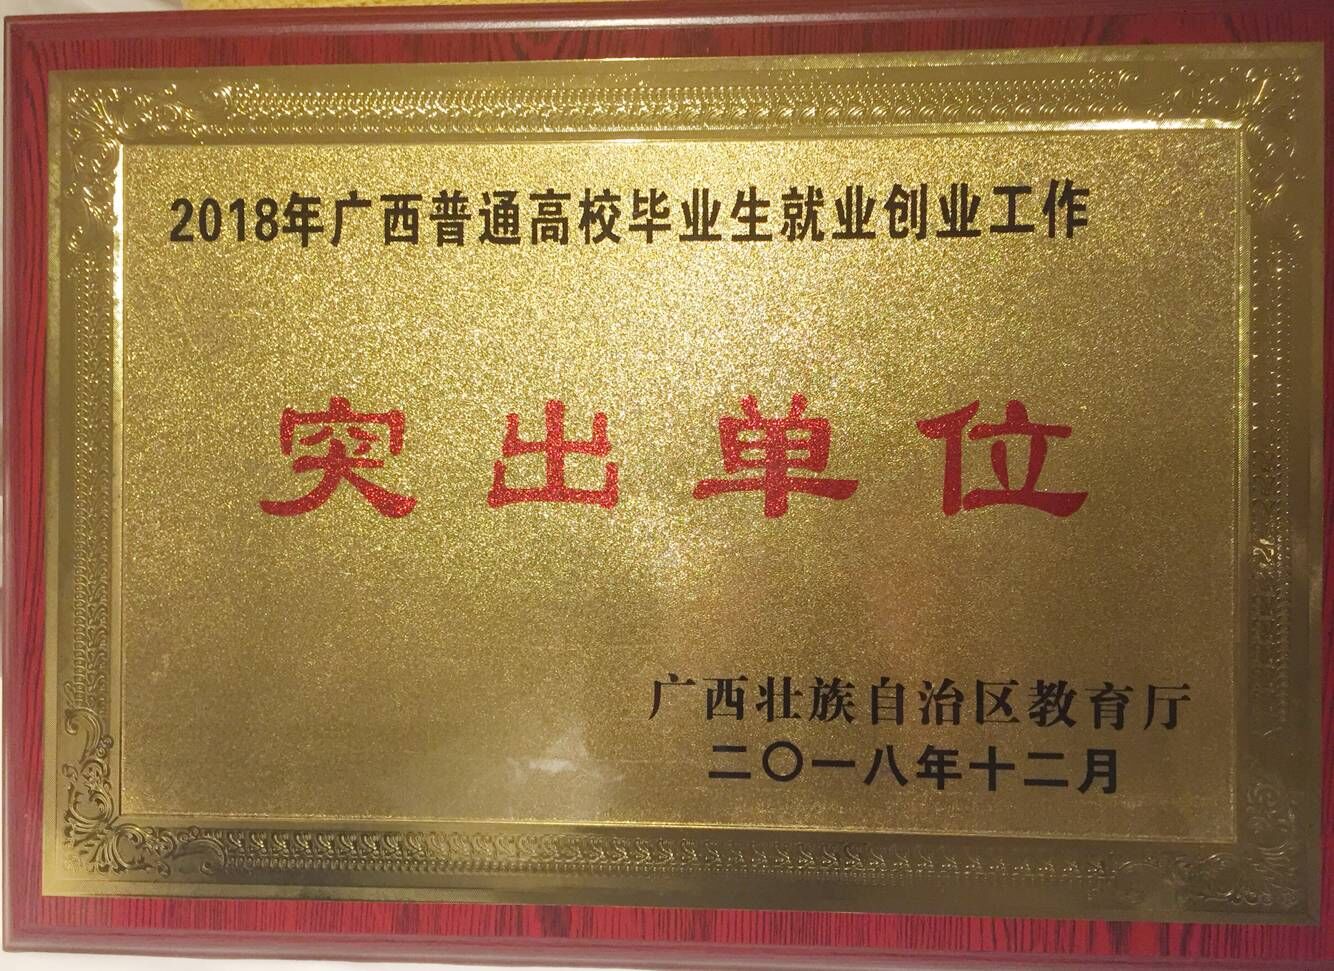 2018年广西普通高校毕业生就业创业工作
突出单位
广西壮族自治区教育厅
二〇一八年十二月